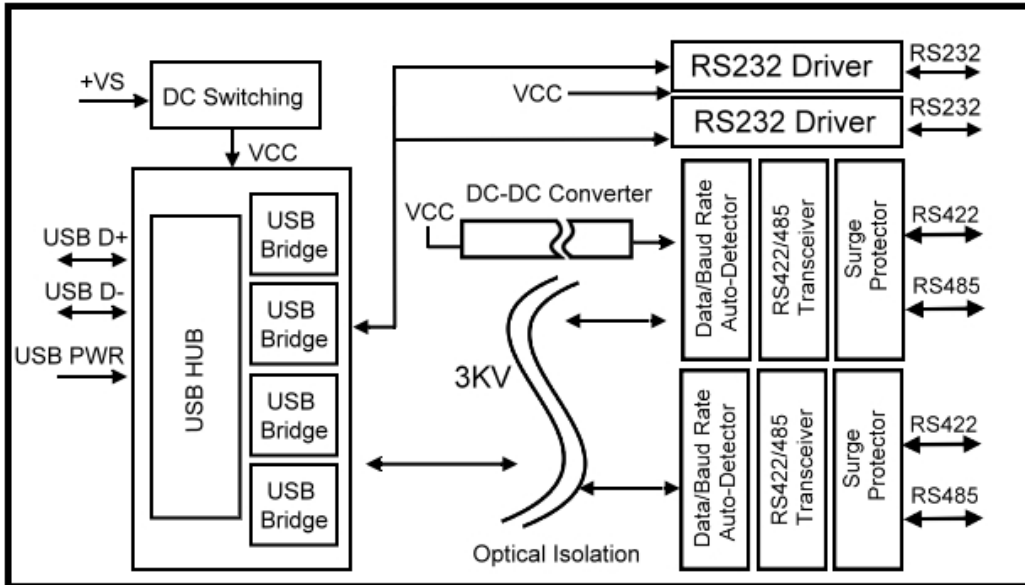 +VS
DC Switching
VCC
USB D+
USB D-
USB PWR
USB HUB
USB
Bridge
USB
Bridge
USB
Bridge
USB
Bridge
VCC
RS232 Driver
RS232
RS232 Driver
RS232
DC-DC Converter
VCC
3KV
Optical Isolation
Data/Baud Rate
Auto-Detector
RS422/485
Transceiver
Surge
Protector
RS422
RS485
Data/Baud Rate
Auto-Detector
RS422/485
Transceiver
Surge
Protector
RS422
RS485